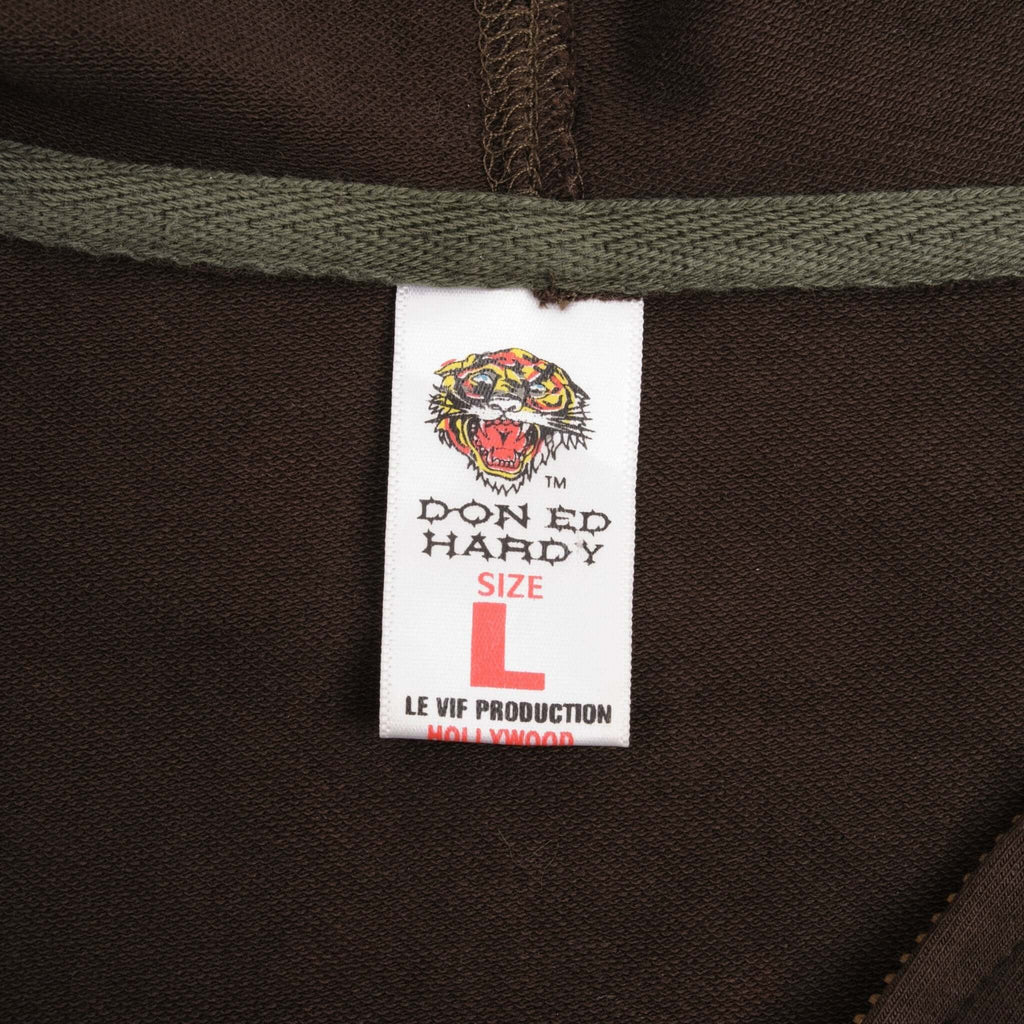 TM
DON ED
HARDY
SIZE
L
LE VIF PRODUCTION
HOLLYWOOD